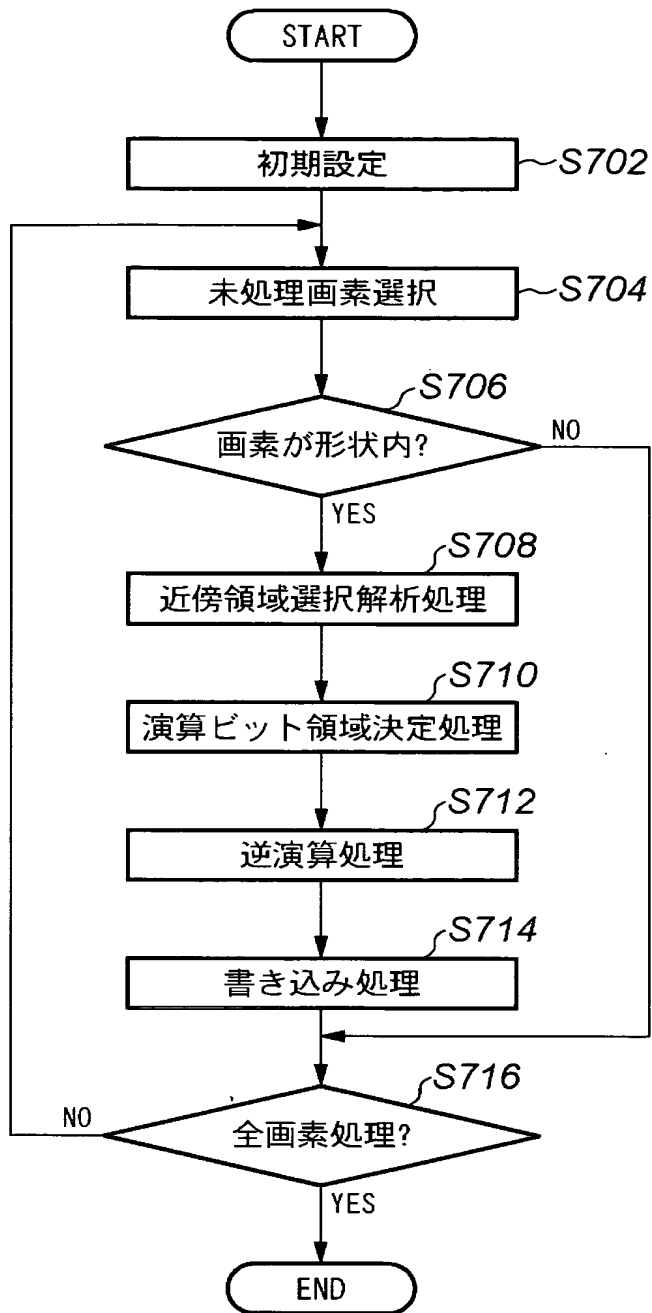 START
初期設定
S702
未処理画素選択
S704
S706
画素が形状内?
NO
YES
S708
近傍領域選択解析処理
S710
演算ビット領域決定処理
S712
逆演算処理
S714
書き込み処理
S716
NO
全画素処理?
YES
END